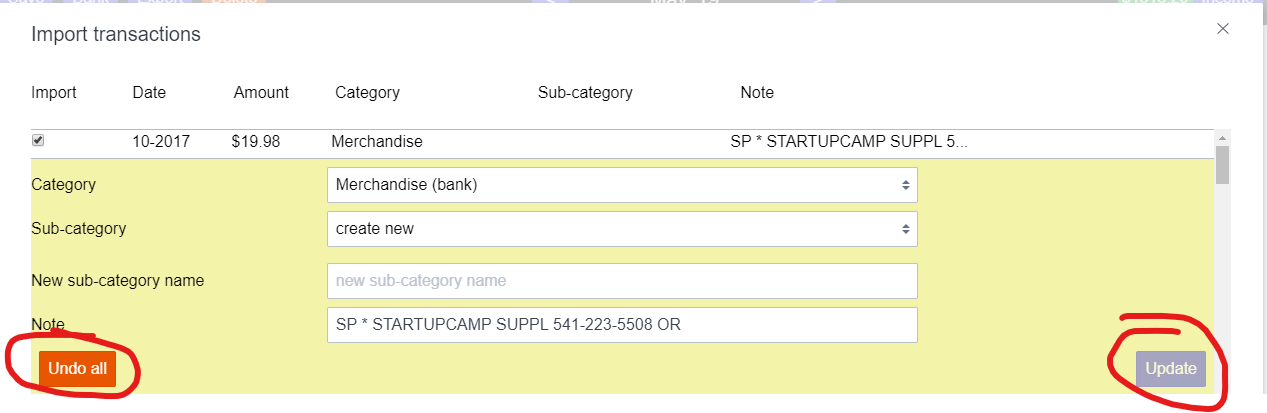 Import transactions
Import Date Amount Category Sub-category Note
10-2017 $19.98 Merchandise SP * STARTUPCAMP SUPPL 5...
Category Merchandise (bank)
Sub-category create new
New sub-category name new sub-category name
Note SP * STARTUPCAMP SUPPL 541-223-5508 OR
Undo all Update